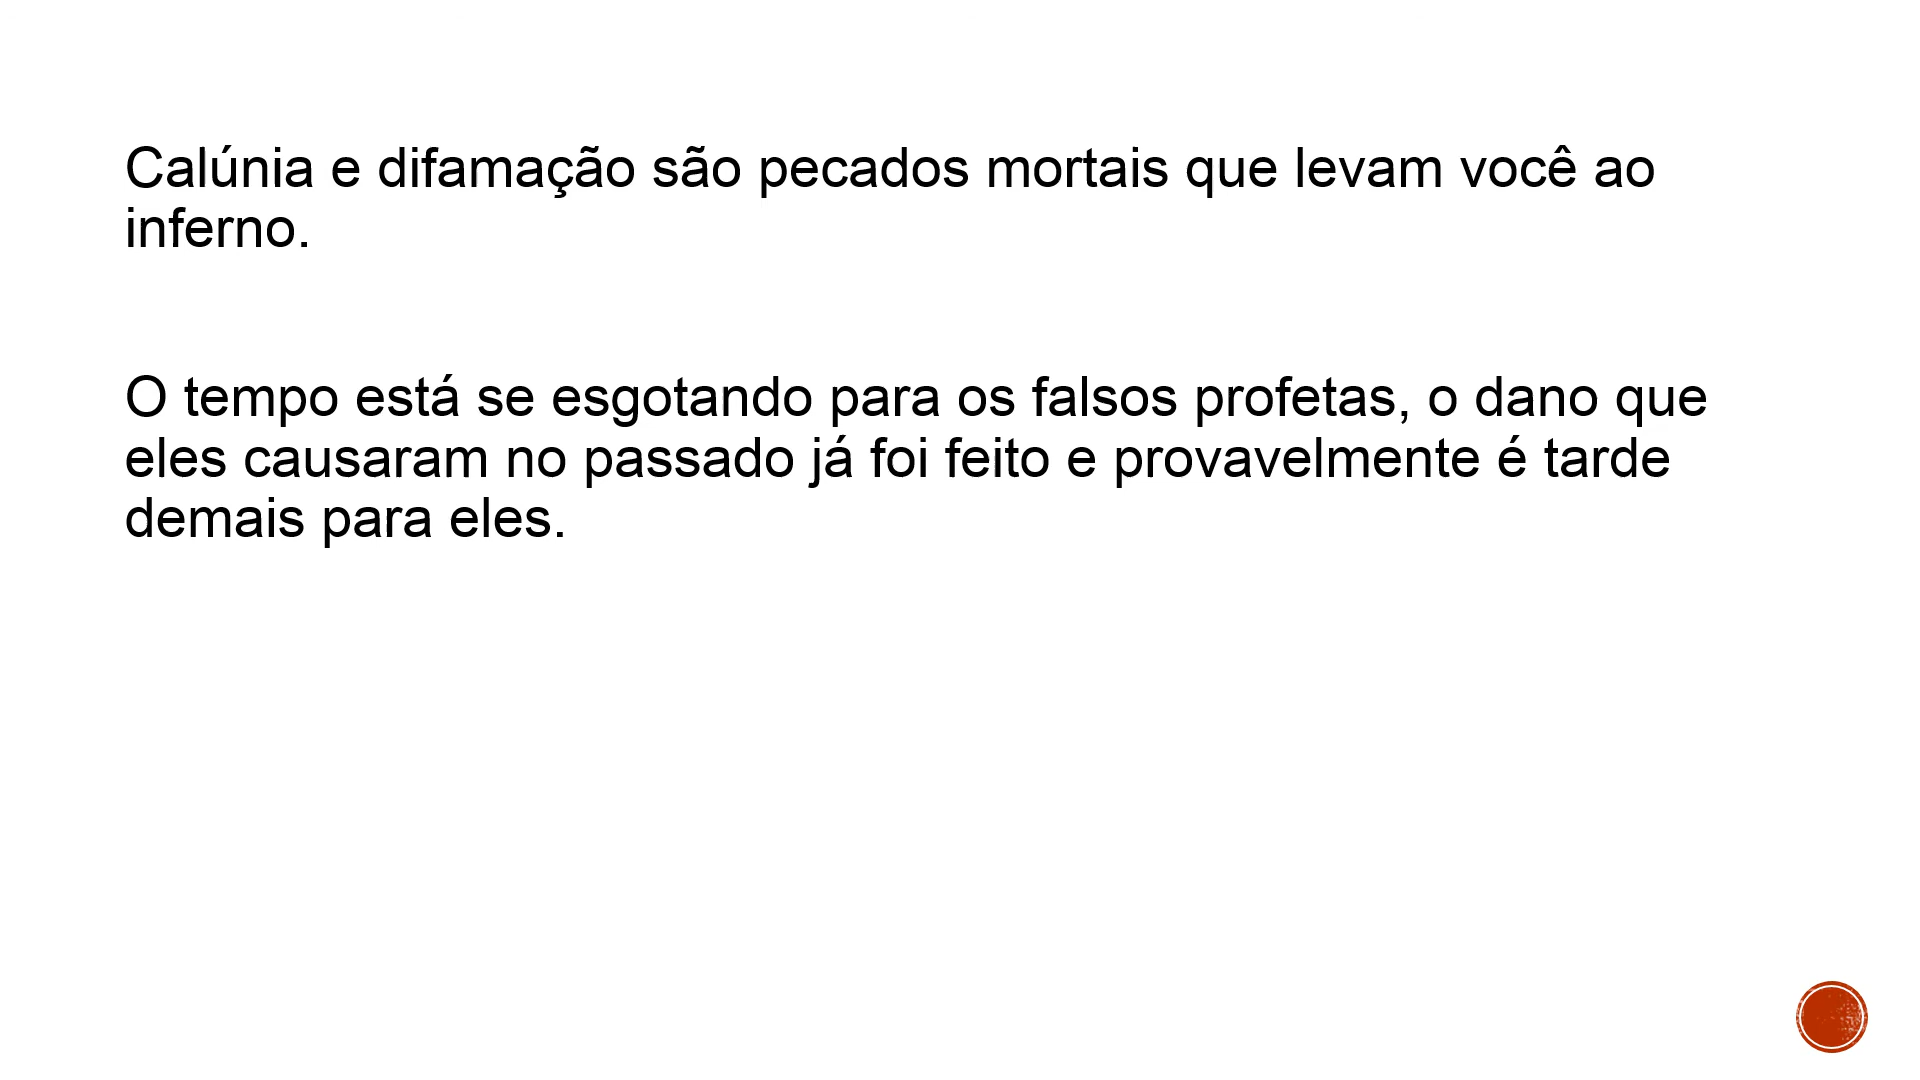 Calúnia e difamação são pecados mortais que levam você ao
inferno.
O tempo está se esgotando para os falsos profetas, o dano que
eles causaram no passado já foi feito e provavelmente é tarde
demais para eles.